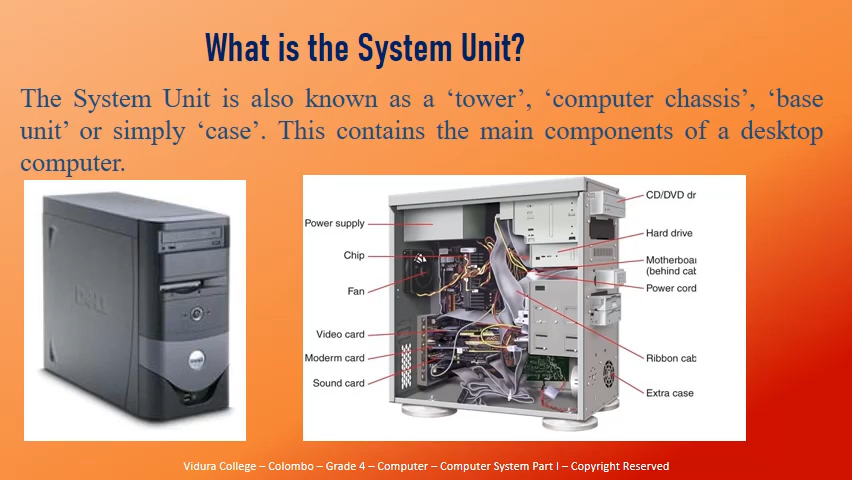 What is the System Unit?
The System Unit is also known as a ‘tower’, ‘computer chassis’, ‘base
unit’ or simply ‘case’. This contains the main components of a desktop
computer.
DELL
Power supply
Chip
Fan
Video card
Moderm card
Sound card
CD/DVD dr
Hard drive
Motherboar
(behind cab
Power cord
Ribbon cab
Extra case
Vidura College – Colombo – Grade 4 – Computer – Computer System Part I – Copyright Reserved